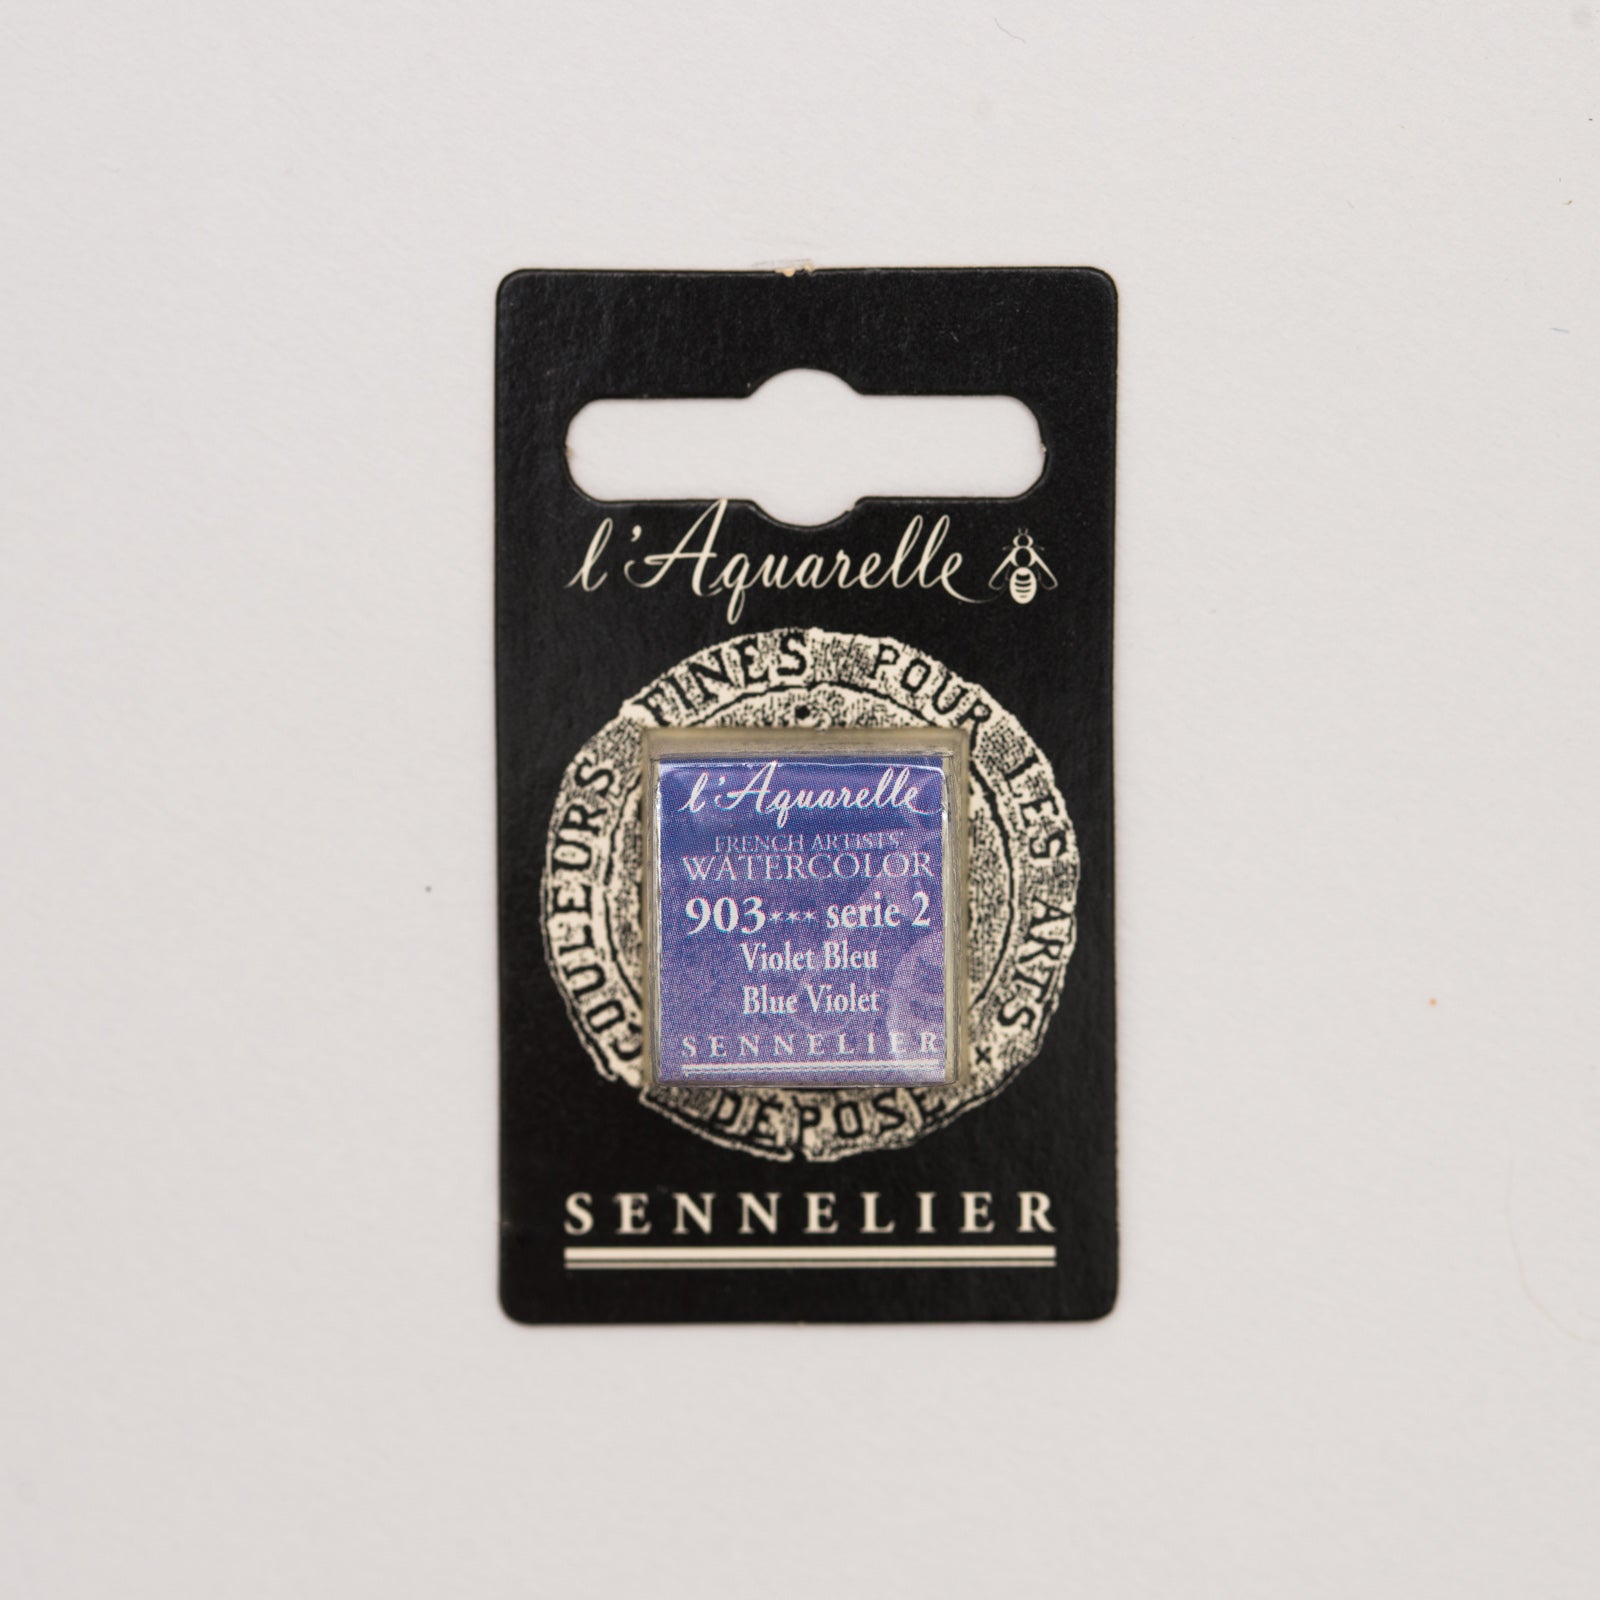 l'Aquarelle
COULEURS FINES POUR LES ARTS
l'Aquarelle
FRENCH ARTISTS'
WATERCOLOR
903*** serie 2
Violet Bleu
Blue Violet
SENNELIER
DÉPOSÉ
SENNELIER